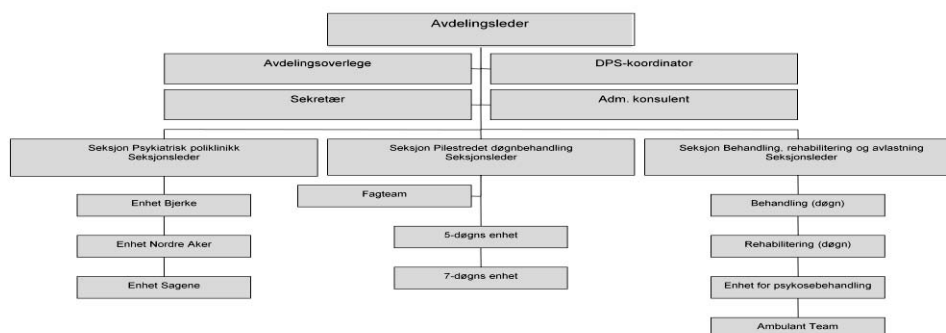 Avdelingsleder
Avdelingsoverlege
DPS-koordinator
Sekretær
Adm. konsulent
Seksjon Psykiatrisk poliklinikk
Seksjonsleder
Seksjon Pilestredet døgnbehandling
Seksjonsleder
Seksjon Behandling, rehabilitering og avlastning
Seksjonsleder
Fagteam
Enhet Bjerke
Behandling (døgn)
5-døgns enhet
Enhet Nordre Aker
Rehabilitering (døgn)
7-døgns enhet
Enhet Sagene
Enhet for psykosebehandling
Ambulant Team